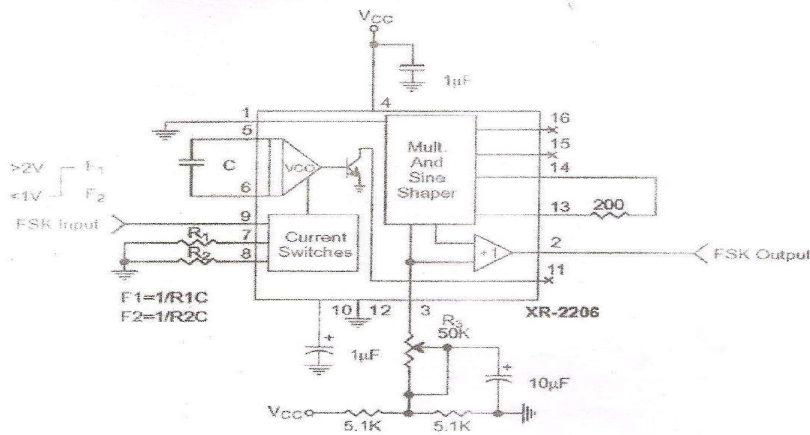 VCC
1µF
4
1
16
5
15
Mult.
And
Sine
Shaper
14
C
VCO
>2V
F1
<1V
F2
6
13
200
FSK Input
9
R1
7
Current
Switches
+1
2
FSK Output
R2
8
11
F1=1/R1C
F2=1/R2C
10
12
3
XR-2206
R3
50K
1µF
+
+
10µF
VCC
5.1K
5.1K